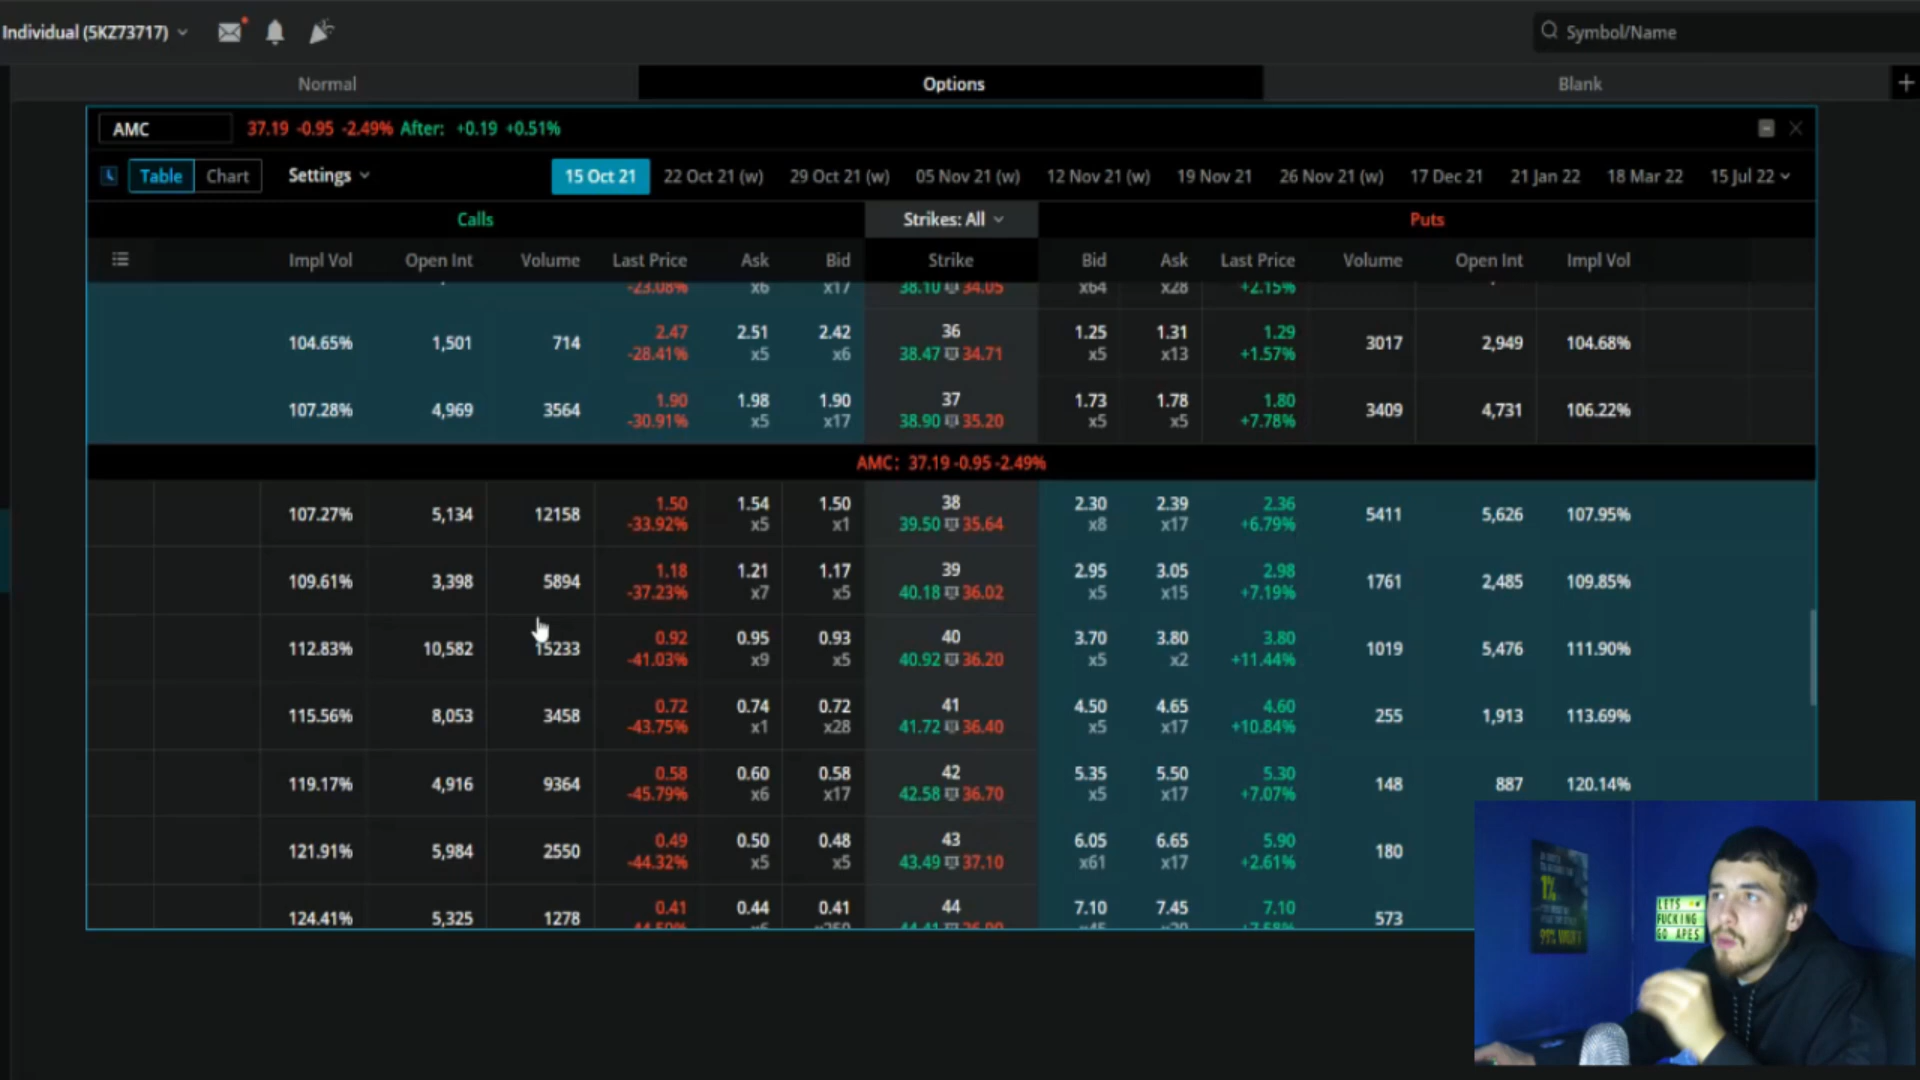 Individual (5KZ73717)
Symbol/Name
Normal Options Blank +
AMC 37.19 -0.95 -2.49% After: +0.19 +0.51%
Table Chart Settings 15 Oct 21 22 Oct 21 (w) 29 Oct 21 (w) 05 Nov 21 (w) 12 Nov 21 (w) 19 Nov 21 26 Nov 21 (w) 17 Dec 21 21 Jan 22 18 Mar 22 15 Jul 22
Calls Strikes: All Puts
Impl Vol Open Int Volume Last Price Ask Bid Strike Bid Ask Last Price Volume Open Int Impl Vol
-23.08% x6 x17 38.10 34.05 x64 x28 +2.15%
104.65% 1,501 714 2.47 2.51 2.42 36 1.25 1.31 1.29 3017 2,949 104.68%
-28.41% x5 x6 38.47 34.71 x5 x13 +1.57%
107.28% 4,969 3564 1.90 1.98 1.90 37 1.73 1.78 1.80 3409 4,731 106.22%
-30.91% x5 x17 38.90 35.20 x5 x5 +7.78%
AMC: 37.19 -0.95 -2.49%
107.27% 5,134 12158 1.50 1.54 1.50 38 2.30 2.39 2.36 5411 5,626 107.95%
-33.92% x5 x1 39.50 35.64 x8 x17 +6.79%
109.61% 3,398 5894 1.18 1.21 1.17 39 2.95 3.05 2.98 1761 2,485 109.85%
-37.23% x7 x5 40.18 36.02 x5 x15 +7.19%
112.83% 10,582 15233 0.92 0.95 0.93 40 3.70 3.80 3.80 1019 5,476 111.90%
-41.03% x9 x5 40.92 36.20 x5 x2 +11.44%
115.56% 8,053 3458 0.72 0.74 0.72 41 4.50 4.65 4.60 255 1,913 113.69%
-43.75% x1 x28 41.72 36.40 x5 x17 +10.84%
119.17% 4,916 9364 0.58 0.60 0.58 42 5.35 5.50 5.30 148 887 120.14%
-45.79% x6 x17 42.58 36.70 x5 x17 +7.07%
121.91% 5,984 2550 0.49 0.50 0.48 43 6.05 6.65 5.90 180
-44.32% x5 x5 43.49 37.10 x61 x17 +2.61%
124.41% 5,325 1278 0.41 0.44 0.41 44 7.10 7.45 7.10 573
1%
LETS
FUCKING
GO APES